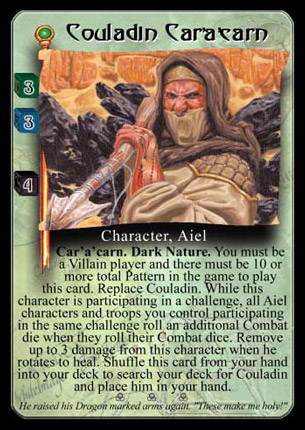 Couladin Caracarn
3
3
4
Character, Aiel
Car'a'carn. Dark Nature. You must be
a Villain player and there must be 10 or
more total Pattern in the game to play
this card. Replace Couladin. While this
character is participating in a challenge, all Aiel
characters and troops you control participating
in the same challenge roll an additional Combat
die when they roll their Combat dice. Remove
up to 3 damage from this character when he
rotates to heal. Shuffle this card from your hand
into your deck to search your deck for Couladin
and place him in your hand.
He raised his Dragon marked arms again. "These make me holy!"